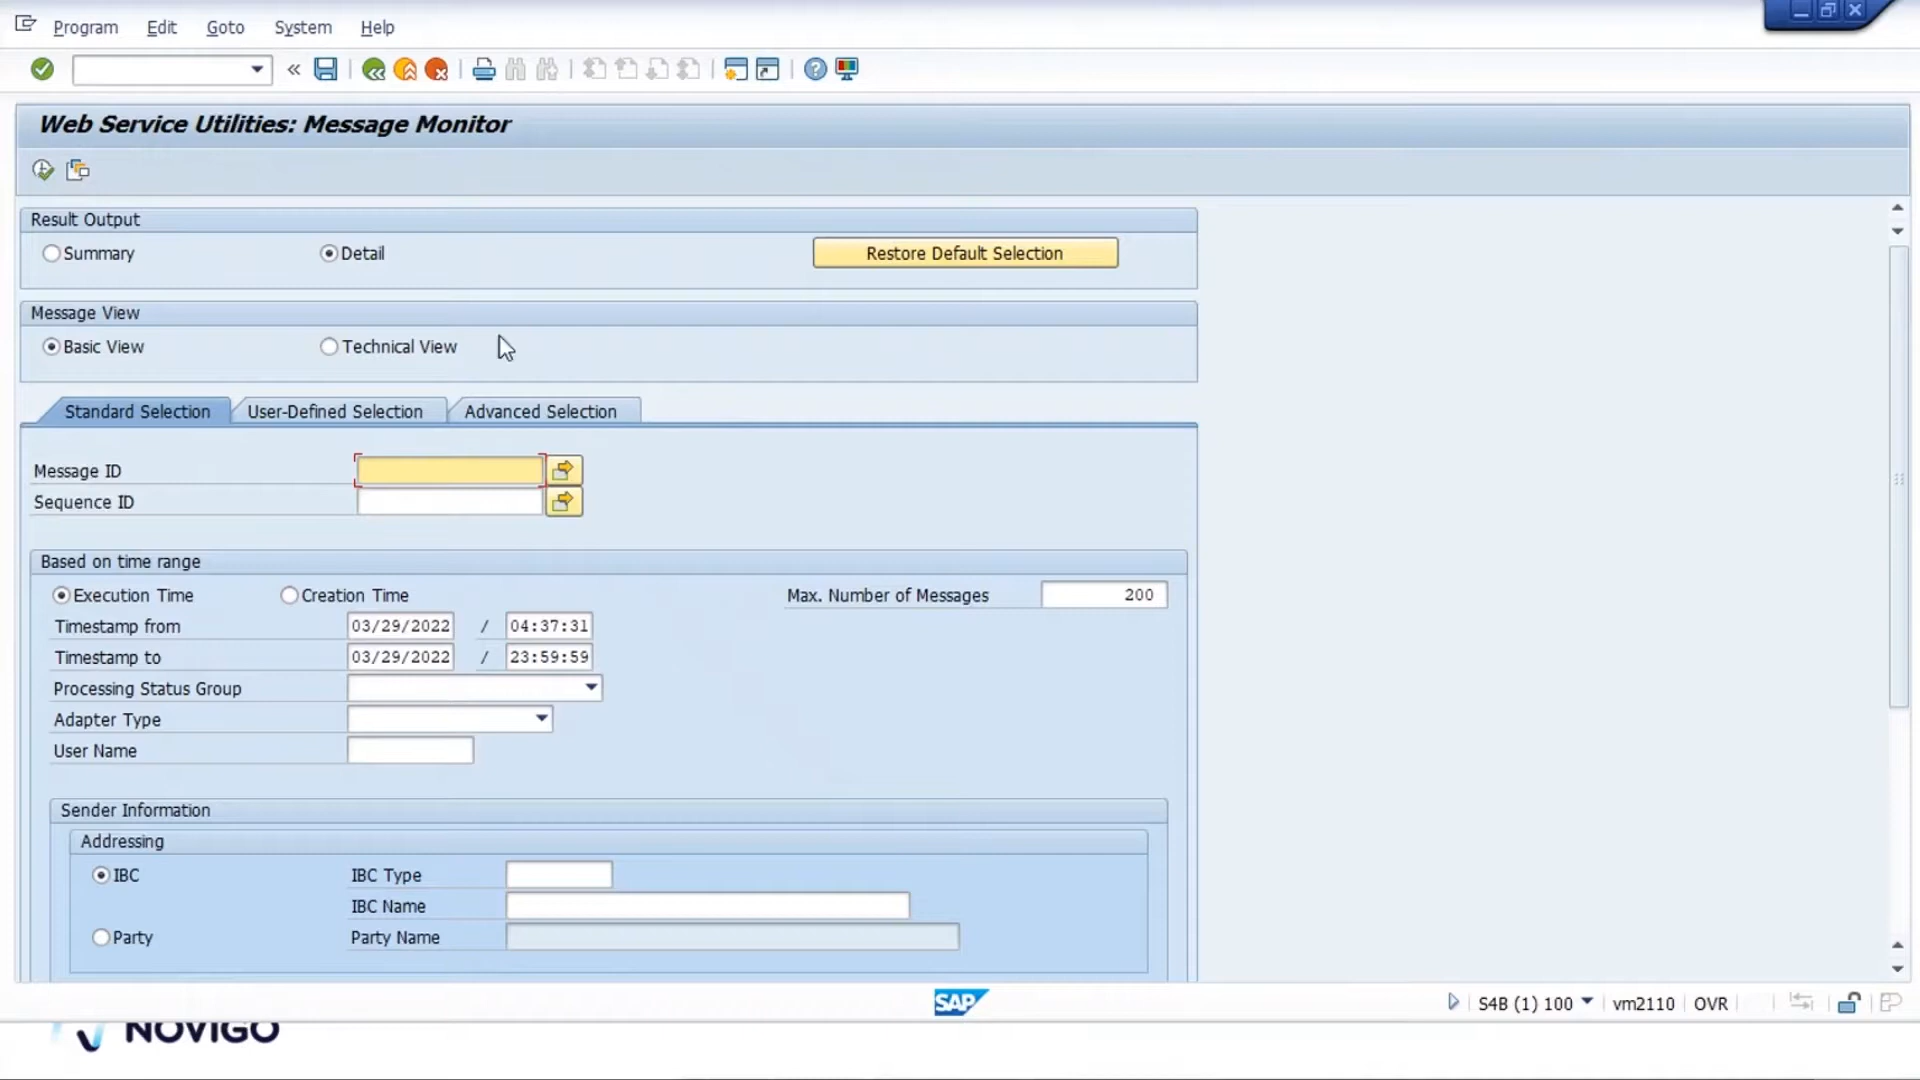 Program Edit Goto System Help
Web Service Utilities: Message Monitor
Result Output
Summary Detail Restore Default Selection
Message View
Basic View Technical View
Standard Selection User-Defined Selection Advanced Selection
Message ID
Sequence ID
Based on time range
Execution Time Creation Time Max. Number of Messages 200
Timestamp from 03/29/2022 / 04:37:31
Timestamp to 03/29/2022 / 23:59:59
Processing Status Group
Adapter Type
User Name
Sender Information
Addressing
IBC IBC Type
IBC Name
Party Party Name
SAP S4B (1) 100 vm2110 OVR
NOVIGO